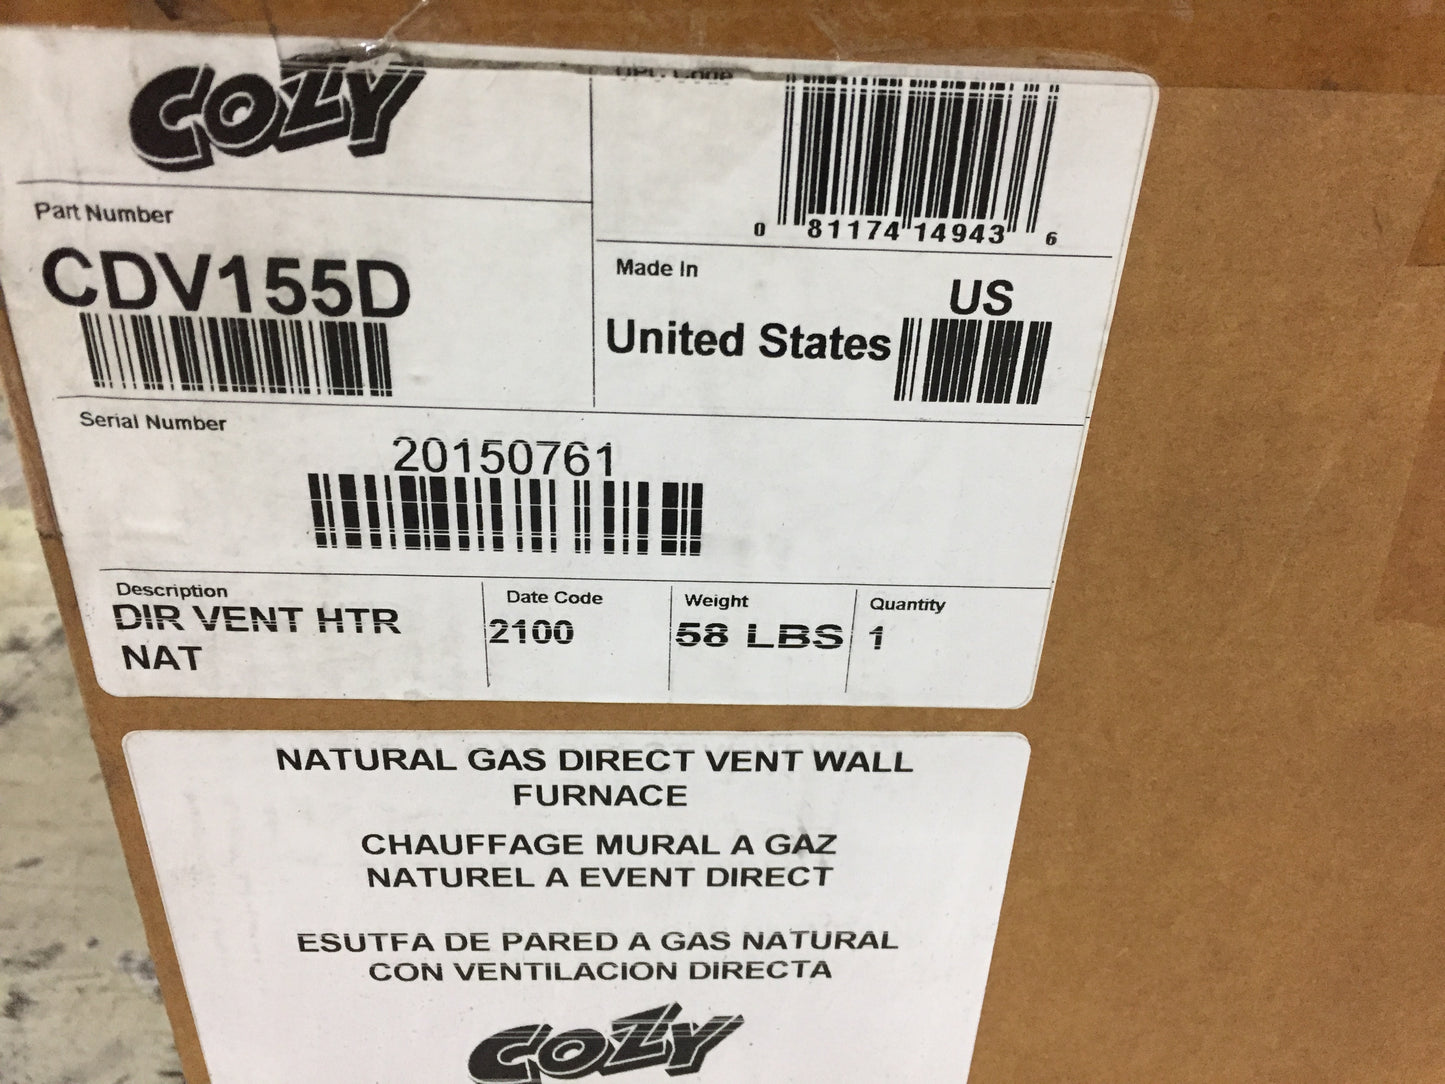 COZY
UPC Code
0 81174 14943 6
Part Number
CDV155D
Made In
United States
US
Serial Number
20150761
Description
DIR VENT HTR
NAT
Date Code
2100
Weight
58 LBS
Quantity
1
NATURAL GAS DIRECT VENT WALL
FURNACE
CHAUFFAGE MURAL A GAZ
NATUREL A EVENT DIRECT
ESUTFA DE PARED A GAS NATURAL
CON VENTILACION DIRECTA
COZY